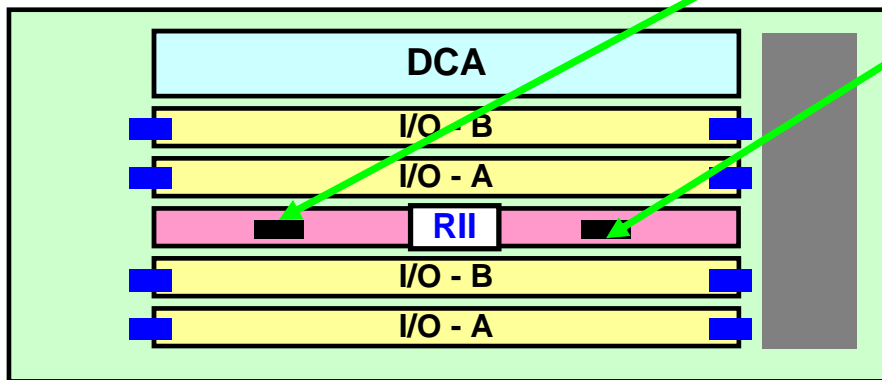 DCA
I/O - B
I/O - A
RII
I/O - B
I/O - A